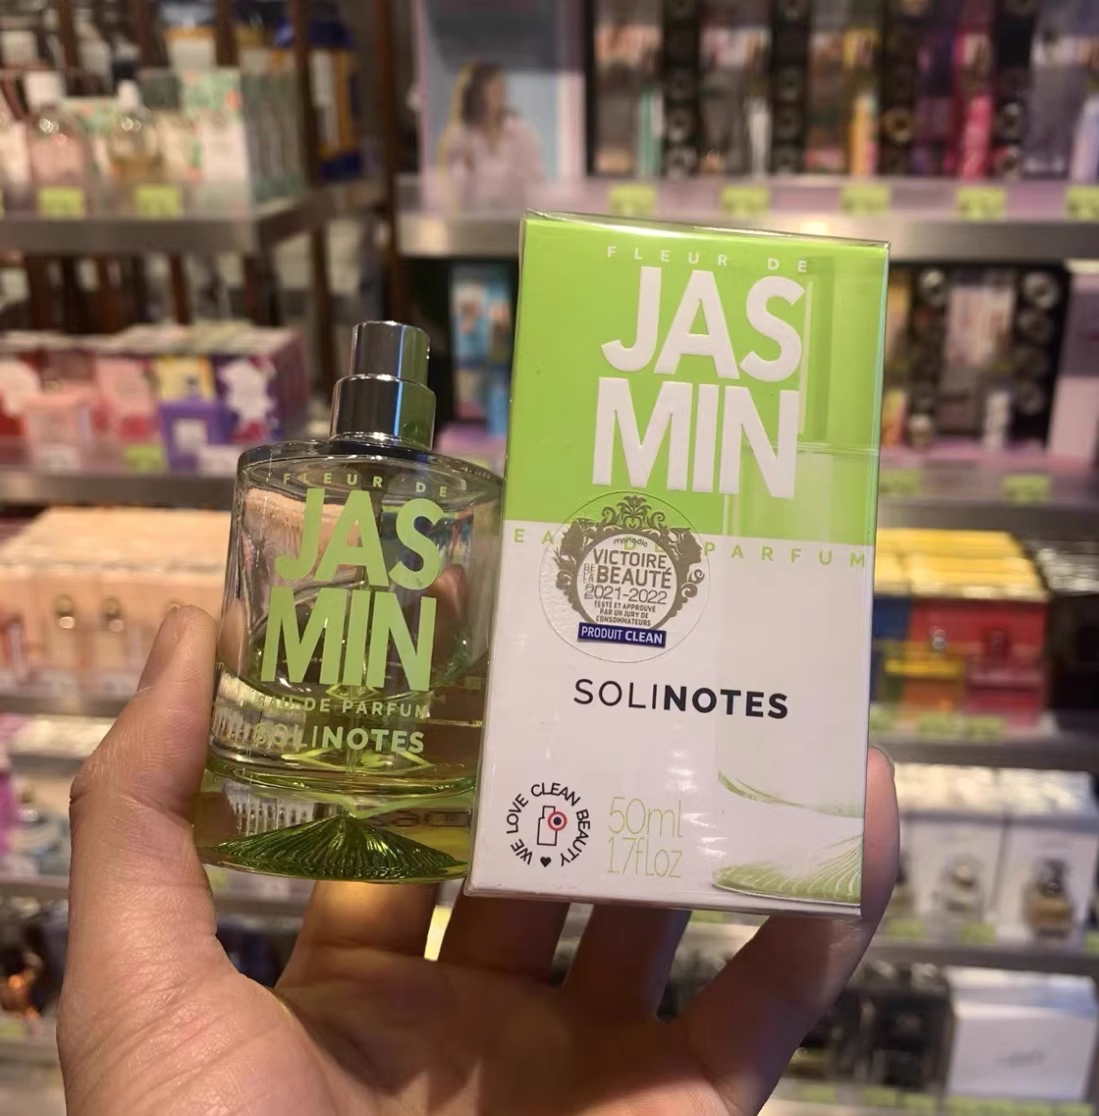 FLEUR DE
JAS
MIN
EAU DE PARFUM
SOLINOTES
FLEUR DE
JAS
MIN
EAU DE PARFUM
VICTOIRE
DE LA BEAUTÉ
2021-2022
TESTÉ ET APPROUVÉ
PAR UN JURY DE
CONSOMMATEURS
PRODUIT CLEAN
SOLINOTES
WE LOVE CLEAN BEAUTY
50ml
1.7fl.oz